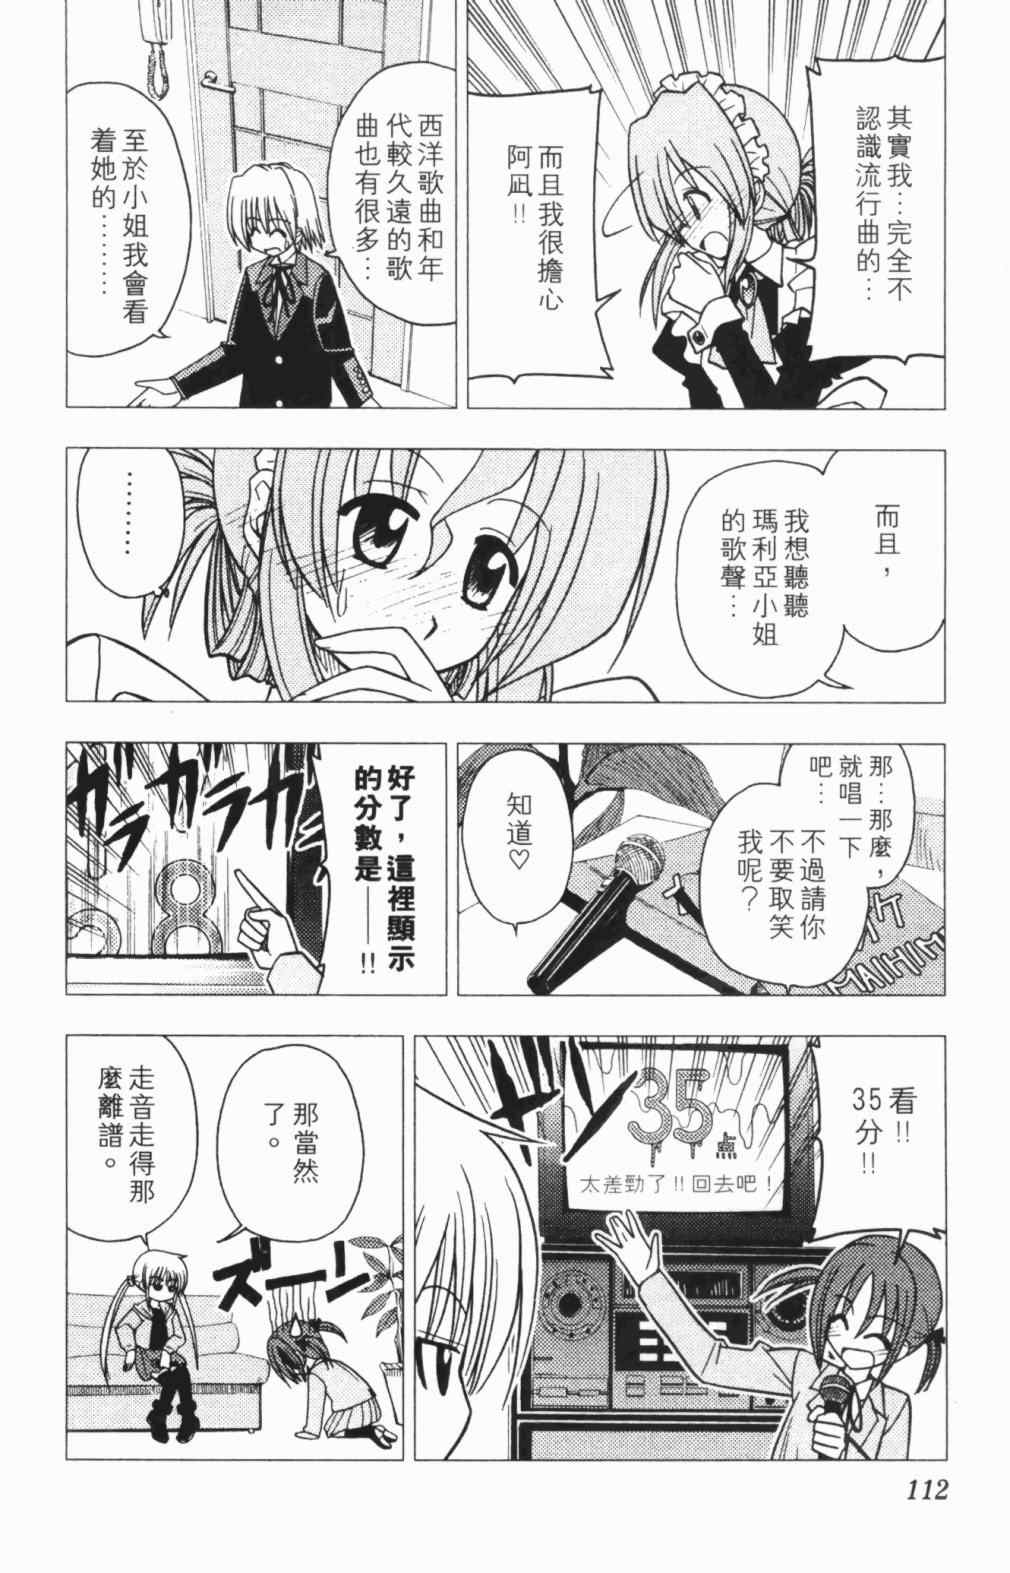 其實我…完全不
認識流行曲的…
而且我很擔心
阿凪!!
西洋歌曲和年
代較久遠的歌
曲也有很多…
至於小姐我會看
着她的………
而且，
我想聽聽
瑪利亞小姐
的歌聲…
………
那…那麼，
就唱一下
吧…
不過請你
不要取笑
我呢？
知道♡
MAIHIM
好了，這裡顯示
的分數是——!!
ガラガラガラ
8
看!!
35分!!
35点
太差勁了!!回去吧！
那當然
了。
走音走得那
麼離譜。
ズーン
112